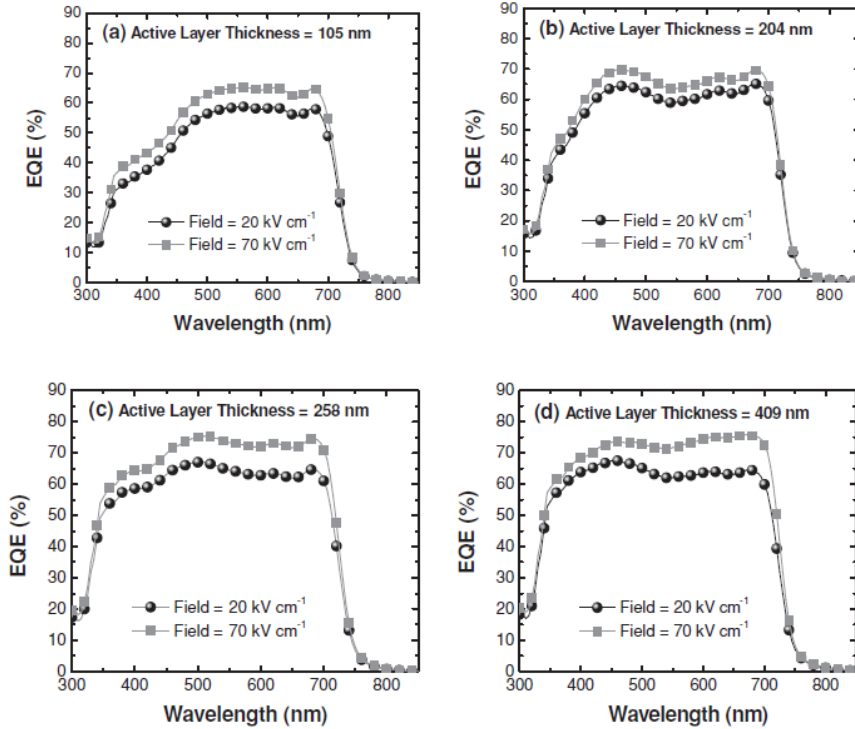 (a) Active Layer Thickness = 105 nm
EQE (%)
90
80
70
60
50
40
30
20
10
0
Field = 20 kV cm⁻¹
Field = 70 kV cm⁻¹
300 400 500 600 700 800
Wavelength (nm)
(b) Active Layer Thickness = 204 nm
EQE (%)
90
80
70
60
50
40
30
20
10
0
Field = 20 kV cm⁻¹
Field = 70 kV cm⁻¹
300 400 500 600 700 800
Wavelength (nm)
(c) Active Layer Thickness = 258 nm
EQE (%)
90
80
70
60
50
40
30
20
10
0
Field = 20 kV cm⁻¹
Field = 70 kV cm⁻¹
300 400 500 600 700 800
Wavelength (nm)
(d) Active Layer Thickness = 409 nm
EQE (%)
90
80
70
60
50
40
30
20
10
0
Field = 20 kV cm⁻¹
Field = 70 kV cm⁻¹
300 400 500 600 700 800
Wavelength (nm)